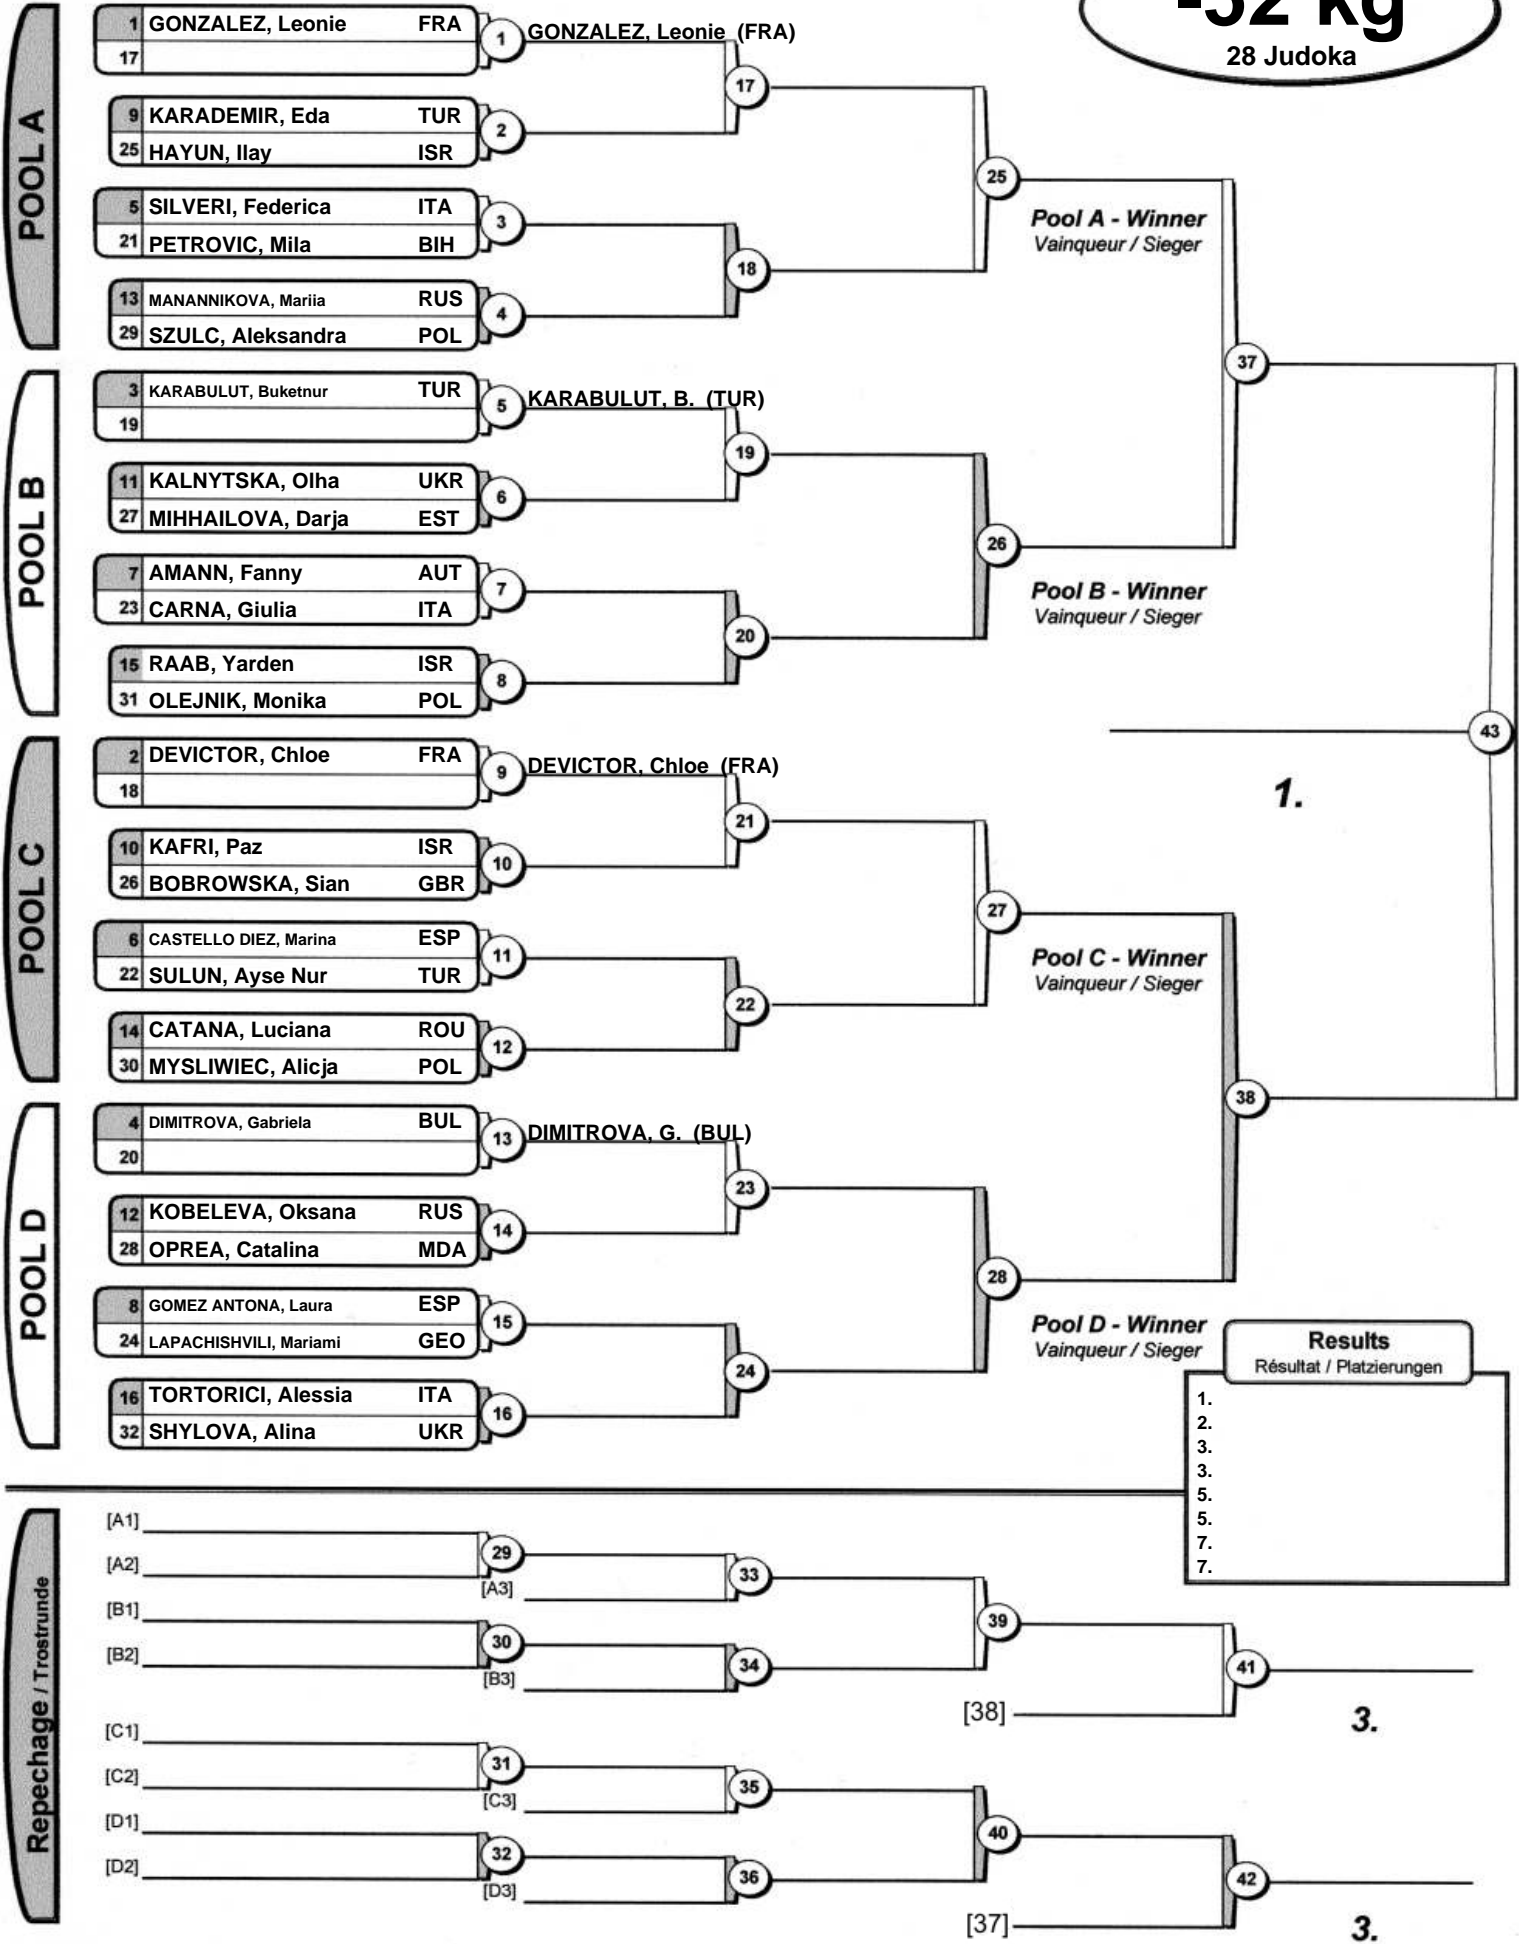 -52 kg
28 Judoka
POOL A
1 GONZALEZ, Leonie FRA
17
1 GONZALEZ, Leonie (FRA)
9 KARADEMIR, Eda TUR
25 HAYUN, Ilay ISR
2
17
5 SILVERI, Federica ITA
21 PETROVIC, Mila BIH
3
13 MANANNIKOVA, Mariia RUS
29 SZULC, Aleksandra POL
4
18
25
Pool A - Winner
Vainqueur / Sieger
POOL B
3 KARABULUT, Buketnur TUR
19
5 KARABULUT, B. (TUR)
11 KALNYTSKA, Olha UKR
27 MIHHAILOVA, Darja EST
6
19
7 AMANN, Fanny AUT
23 CARNA, Giulia ITA
7
15 RAAB, Yarden ISR
31 OLEJNIK, Monika POL
8
20
26
Pool B - Winner
Vainqueur / Sieger
37
POOL C
2 DEVICTOR, Chloe FRA
18
9 DEVICTOR, Chloe (FRA)
10 KAFRI, Paz ISR
26 BOBROWSKA, Sian GBR
10
21
6 CASTELLO DIEZ, Marina ESP
22 SULUN, Ayse Nur TUR
11
14 CATANA, Luciana ROU
30 MYSLIWIEC, Alicja POL
12
22
27
Pool C - Winner
Vainqueur / Sieger
43
1.
POOL D
4 DIMITROVA, Gabriela BUL
20
13 DIMITROVA, G. (BUL)
12 KOBELEVA, Oksana RUS
28 OPREA, Catalina MDA
14
23
8 GOMEZ ANTONA, Laura ESP
24 LAPACHISHVILI, Mariami GEO
15
16 TORTORICI, Alessia ITA
32 SHYLOVA, Alina UKR
16
24
28
Pool D - Winner
Vainqueur / Sieger
38
Results
Résultat / Platzierungen
1.
2.
3.
3.
5.
5.
7.
7.
Repechage / Trostrunde
[A1]
[A2]
29
[A3]
33
[B1]
[B2]
30
[B3]
34
39
[38]
41
3.
[C1]
[C2]
31
[C3]
35
[D1]
[D2]
32
[D3]
36
40
[37]
42
3.